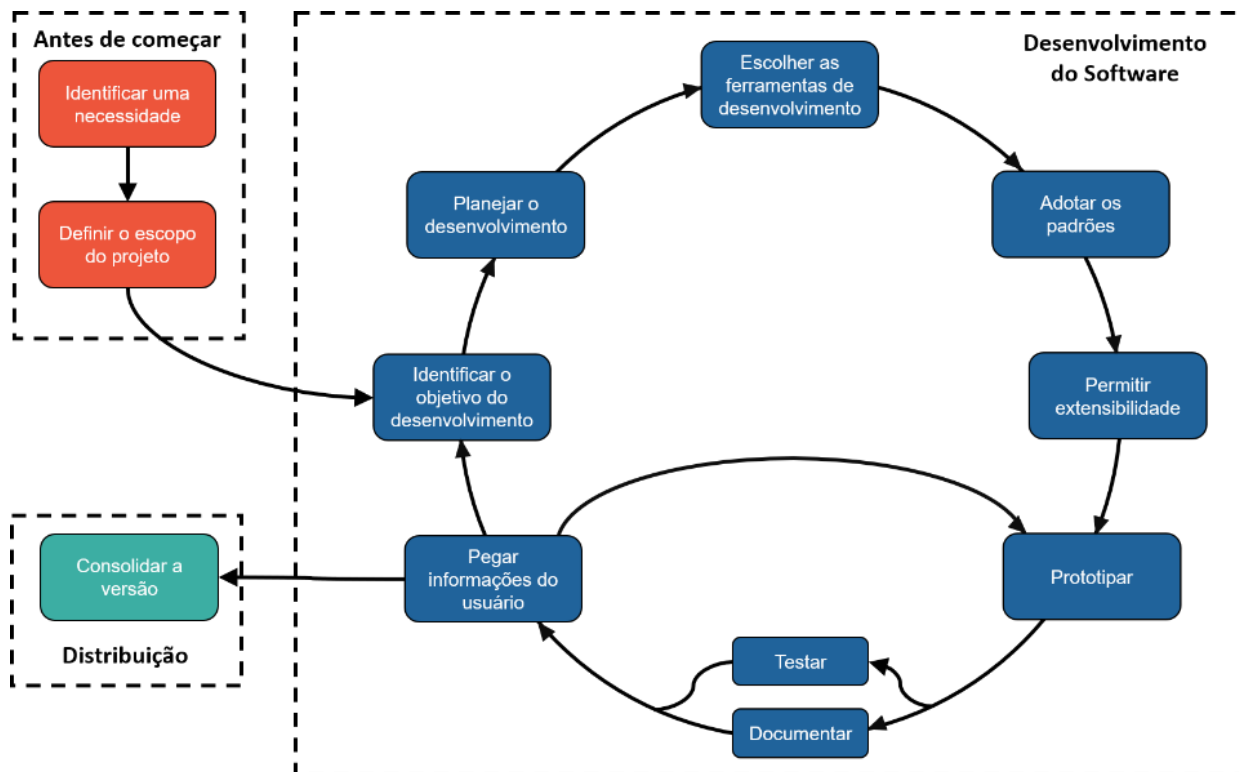 Antes de começar
Identificar uma
necessidade
Definir o escopo
do projeto
Desenvolvimento
do Software
Escolher as
ferramentas de
desenvolvimento
Planejar o
desenvolvimento
Adotar os
padrões
Identificar o
objetivo do
desenvolvimento
Permitir
extensibilidade
Consolidar a
versão
Distribuição
Pegar
informações do
usuário
Prototipar
Testar
Documentar